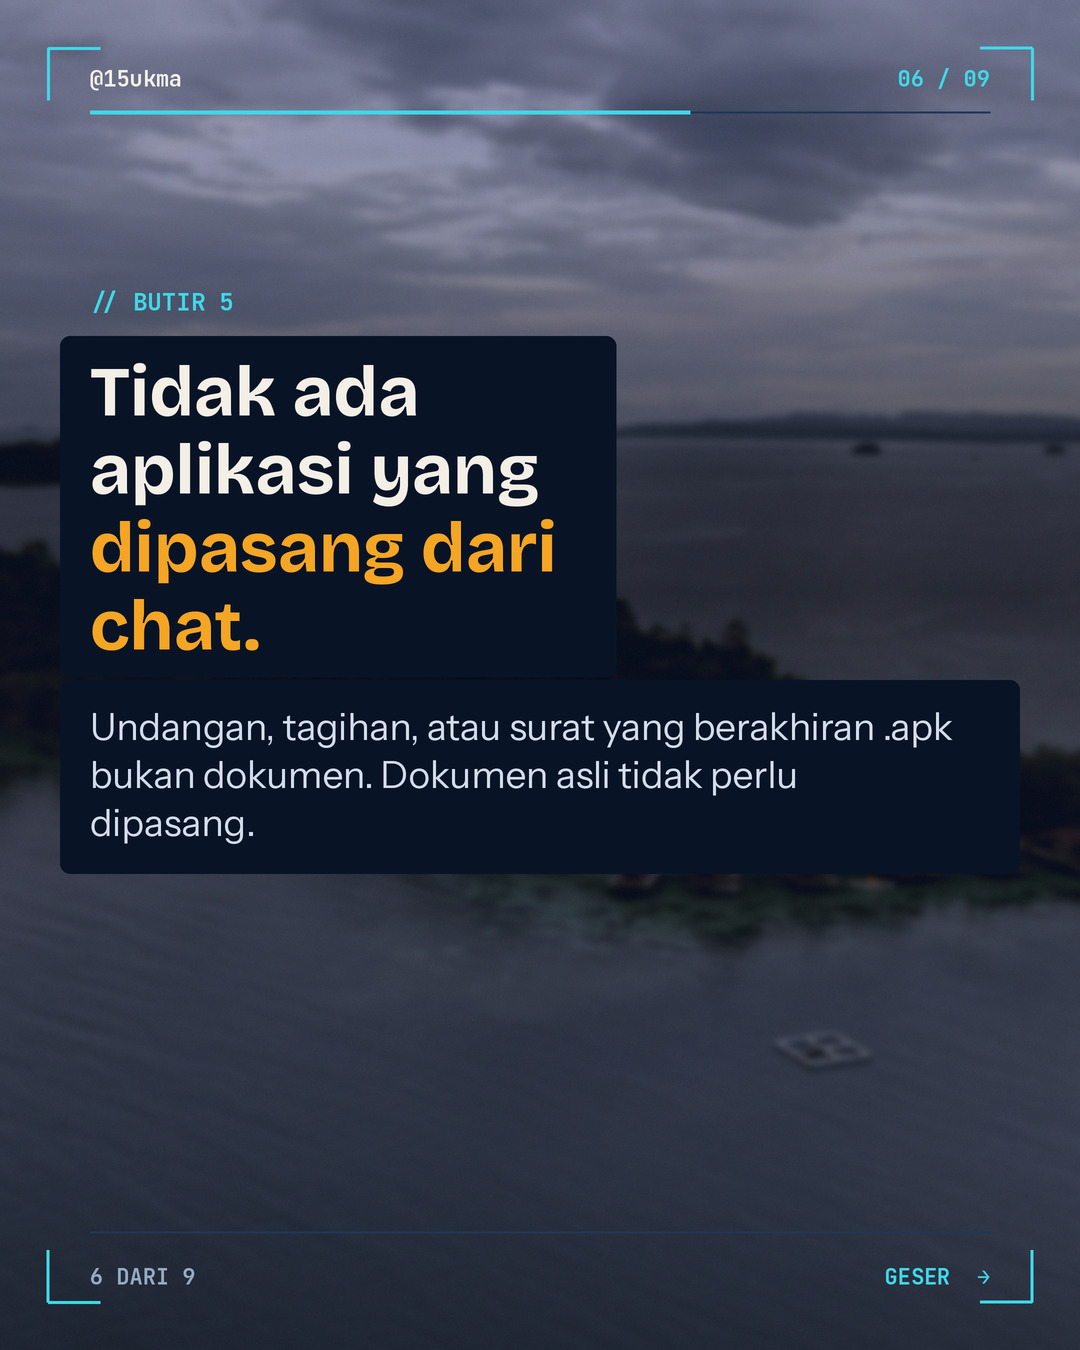 @15ukma
06 / 09
// BUTIR 5
Tidak ada
aplikasi yang
dipasang dari
chat.
Undangan, tagihan, atau surat yang berakhiran .apk
bukan dokumen. Dokumen asli tidak perlu
dipasang.
6 DARI 9
GESER →